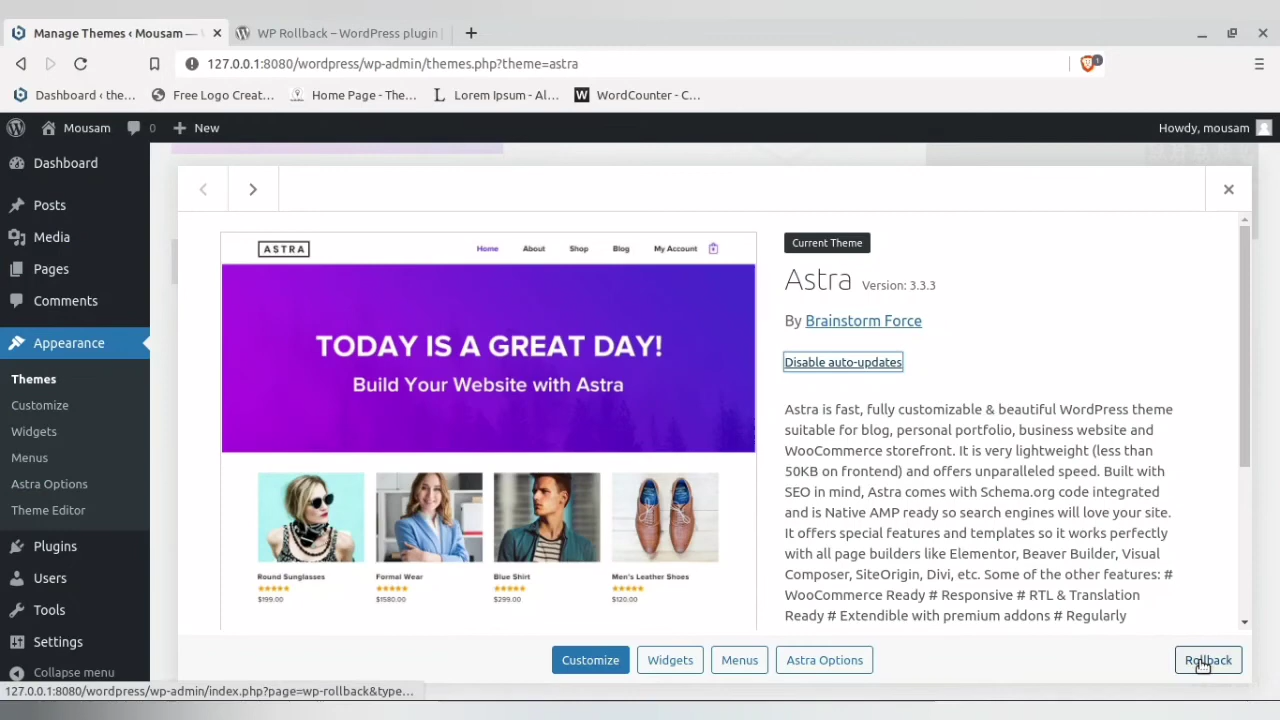 Manage Themes ‹ Mousam —
WP Rollback – WordPress plugin
127.0.0.1:8080/wordpress/wp-admin/themes.php?theme=astra
1
Dashboard ‹ the...
Free Logo Creat...
Home Page - The...
Lorem Ipsum - Al...
W WordCounter - C...
Mousam
0
New
Howdy, mousam
Dashboard
Posts
Media
Pages
Comments
Appearance
Themes
Customize
Widgets
Menus
Astra Options
Theme Editor
Plugins
Users
Tools
Settings
Collapse menu
ASTRA
Home About Shop Blog My Account
TODAY IS A GREAT DAY!
Build Your Website with Astra
Round Sunglasses
$199.00
Formal Wear
$1580.00
Blue Shirt
$299.00
Men's Leather Shoes
$120.00
Current Theme
Astra Version: 3.3.3
By Brainstorm Force
Disable auto-updates
Astra is fast, fully customizable & beautiful WordPress theme
suitable for blog, personal portfolio, business website and
WooCommerce storefront. It is very lightweight (less than
50KB on frontend) and offers unparalleled speed. Built with
SEO in mind, Astra comes with Schema.org code integrated
and is Native AMP ready so search engines will love your site.
It offers special features and templates so it works perfectly
with all page builders like Elementor, Beaver Builder, Visual
Composer, SiteOrigin, Divi, etc. Some of the other features: #
WooCommerce Ready # Responsive # RTL & Translation
Ready # Extendible with premium addons # Regularly
Customize
Widgets
Menus
Astra Options
Rollback
127.0.0.1:8080/wordpress/wp-admin/index.php?page=wp-rollback&type...